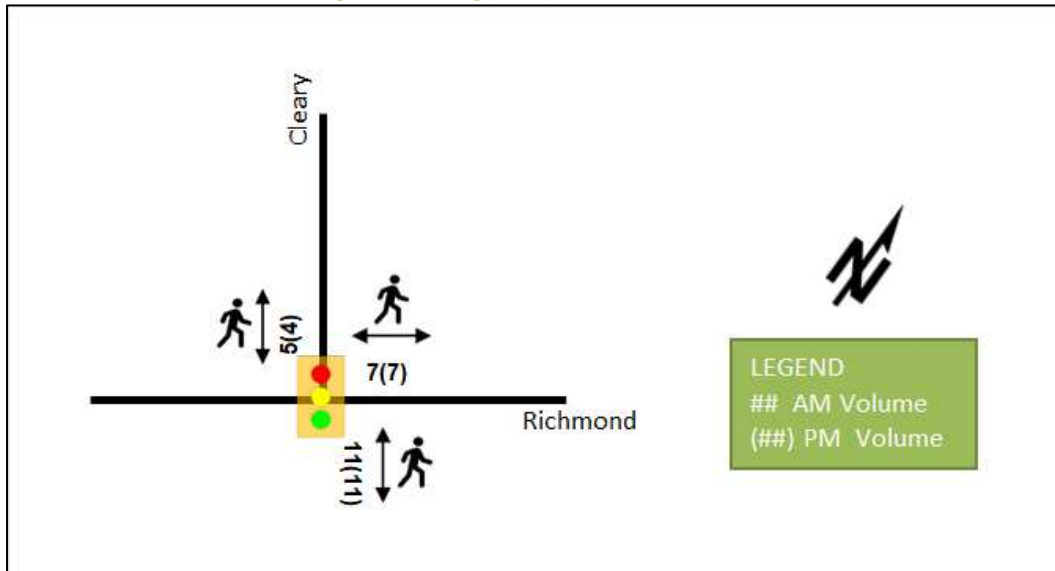 Cleary
5(4)
7(7)
Richmond
11(11)
N
LEGEND
## AM Volume
(##) PM Volume